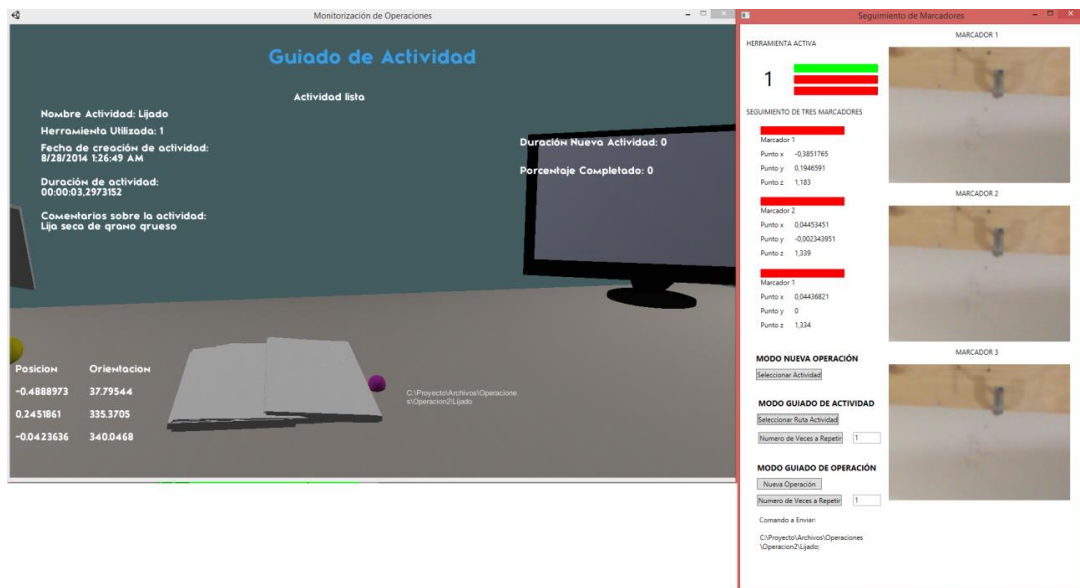 Monitorización de Operaciones
Guiado de Actividad
Actividad lista
Nombre Actividad: Lijado
Herramienta Utilizada: 1
Fecha de creación de actividad:
8/28/2014 1:26:49 AM
Duración de actividad:
00:00:03,2973152
Comentarios sobre la actividad:
Lija seca de grano grueso
Duración Nueva Actividad: 0
Porcentaje Completado: 0
Posicion Orientacion
-0.4888973 37.79544
0.2451861 335.3705
-0.0423636 340.0468
C:\Proyecto\Archivos\Operacione
s\Operacion2\Lijado
Seguimiento de Marcadores
HERRAMIENTA ACTIVA
1
SEGUIMIENTO DE TRES MARCADORES
Marcador 1
Punto x -0,3851765
Punto y 0,1946591
Punto z 1,183
Marcador 2
Punto x 0,04453451
Punto y -0,002343951
Punto z 1,339
Marcador 1
Punto x 0,04436821
Punto y 0
Punto z 1,334
MODO NUEVA OPERACIÓN
Seleccionar Actividad
MODO GUIADO DE ACTIVIDAD
Seleccionar Ruta Actividad
Numero de Veces a Repetir 1
MODO GUIADO DE OPERACIÓN
Nueva Operación
Numero de Veces a Repetir 1
Comando a Enviar:
C:\Proyecto\Archivos\Operaciones
\Operacion2\Lijado;
MARCADOR 1
MARCADOR 2
MARCADOR 3